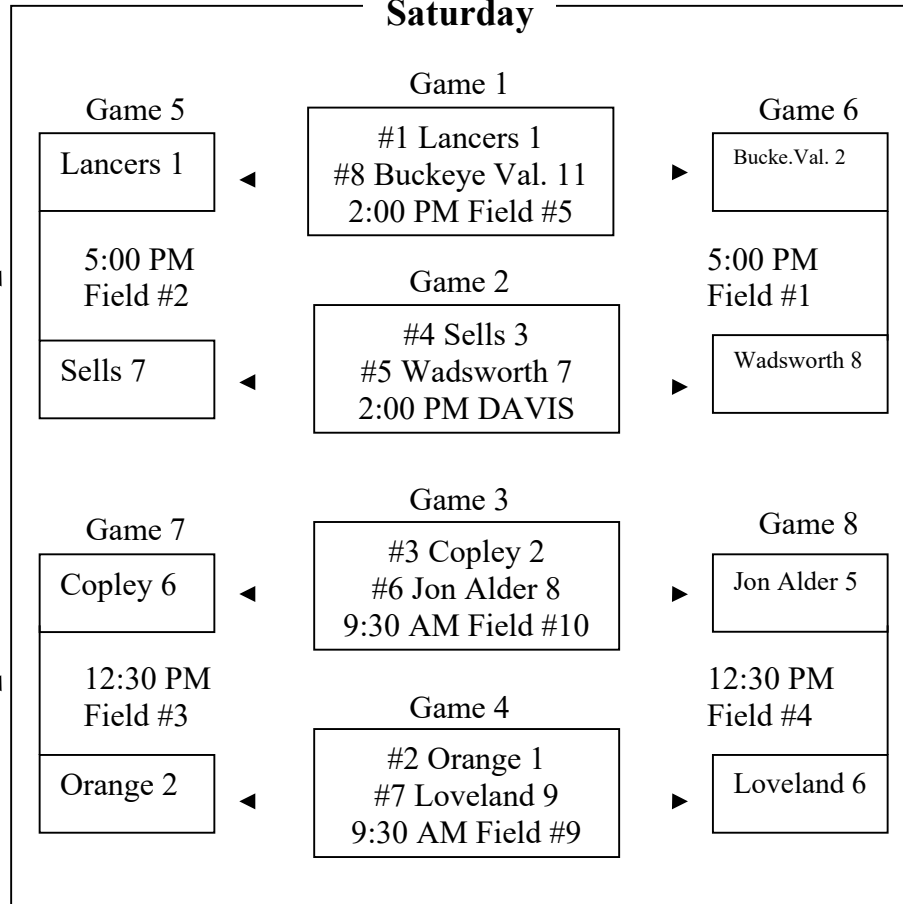 Saturday
Game 1
Game 5
Game 6
#1 Lancers 1
#8 Buckeye Val. 11
2:00 PM Field #5
Lancers 1
Bucke.Val. 2
5:00 PM
Field #2
5:00 PM
Field #1
Game 2
#4 Sells 3
#5 Wadsworth 7
2:00 PM DAVIS
Sells 7
Wadsworth 8
Game 3
Game 7
Game 8
#3 Copley 2
#6 Jon Alder 8
9:30 AM Field #10
Copley 6
Jon Alder 5
12:30 PM
Field #3
12:30 PM
Field #4
Game 4
#2 Orange 1
#7 Loveland 9
9:30 AM Field #9
Orange 2
Loveland 6